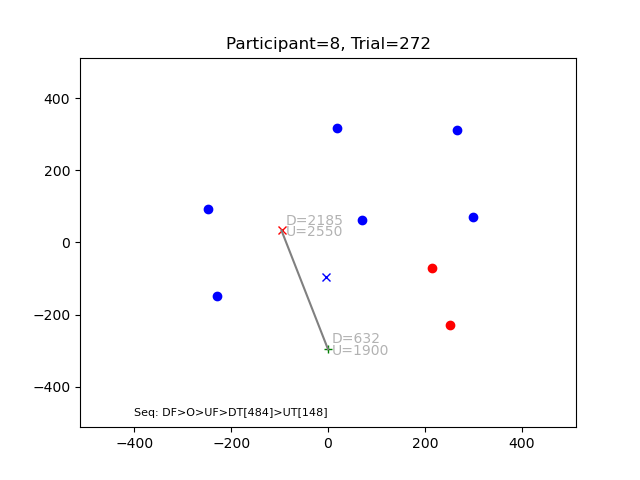 Participant=8, Trial=272
400
200
0
−200
−400
D=2185
U=2550
D=632
U=1900
Seq: DF>O>UF>DT[484]>UT[148]
−400
−200
0
200
400